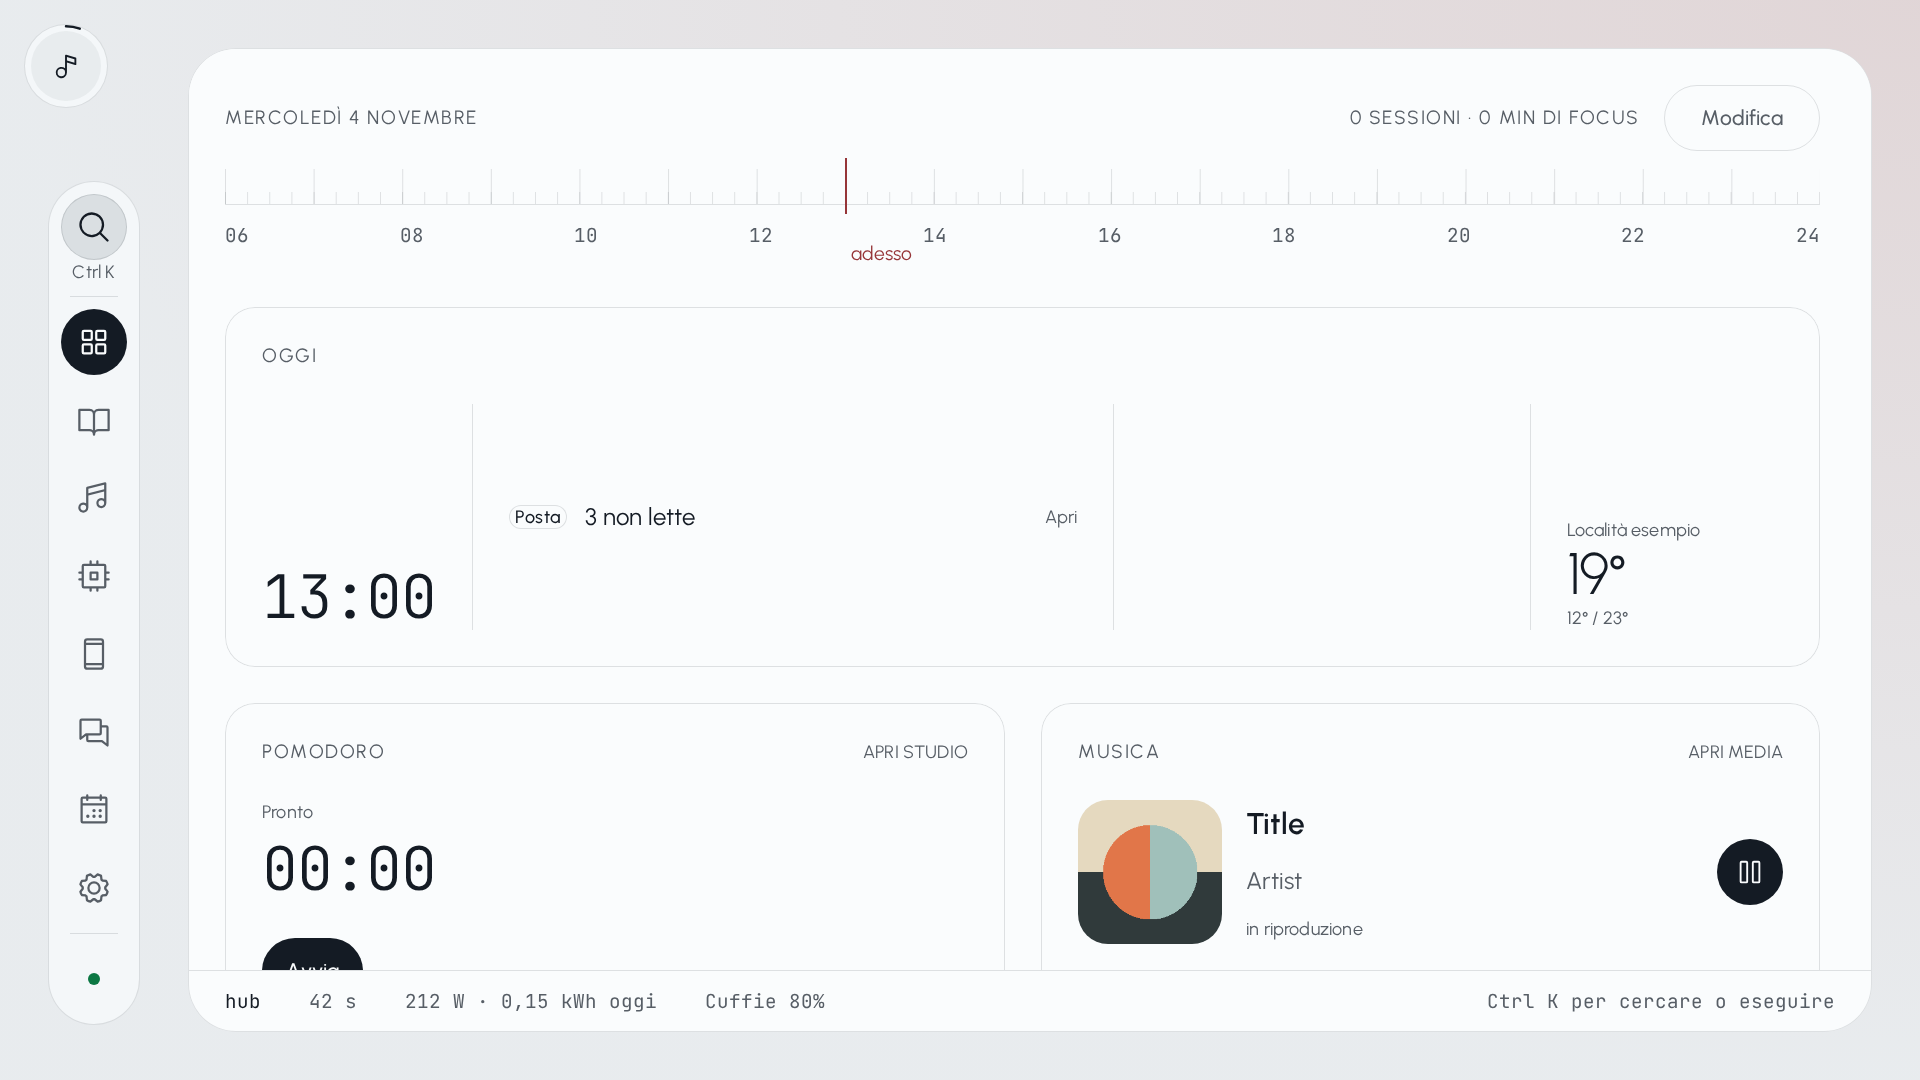 MERCOLEDÌ 4 NOVEMBRE
0 SESSIONI · 0 MIN DI FOCUS
Modifica
06 08 10 12 14 16 18 20 22 24
adesso
Ctrl K
OGGI
13:00
Posta 3 non lette Apri
Località esempio
19°
12° / 23°
POMODORO
APRI STUDIO
Pronto
00:00
Avvia
MUSICA
APRI MEDIA
Title
Artist
in riproduzione
hub 42 s 212 W · 0,15 kWh oggi Cuffie 80%
Ctrl K per cercare o eseguire